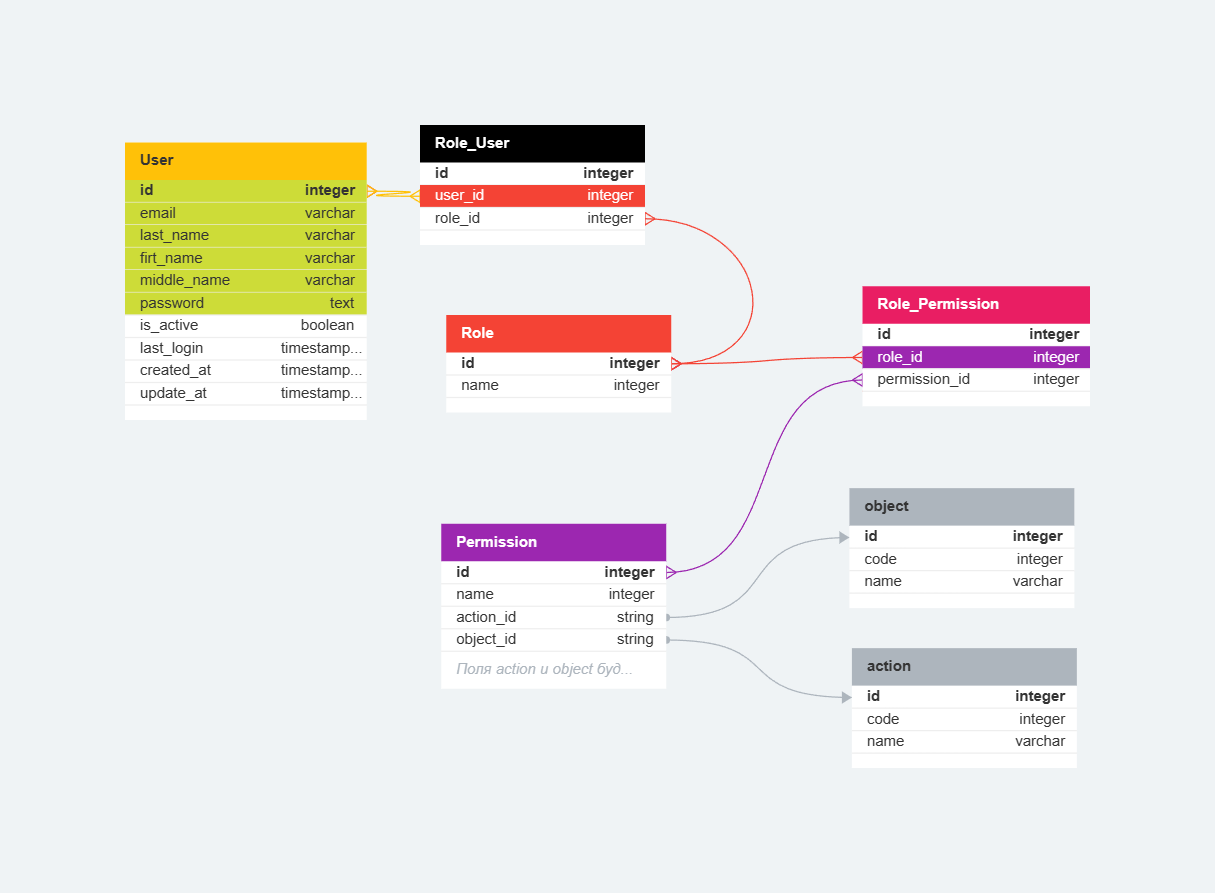 User
id integer
email varchar
last_name varchar
firt_name varchar
middle_name varchar
password text
is_active boolean
last_login timestamp...
created_at timestamp...
update_at timestamp...
Role_User
id integer
user_id integer
role_id integer
Role
id integer
name integer
Role_Permission
id integer
role_id integer
permission_id integer
Permission
id integer
name integer
action_id string
object_id string
Поля action и object буд...
object
id integer
code integer
name varchar
action
id integer
code integer
name varchar